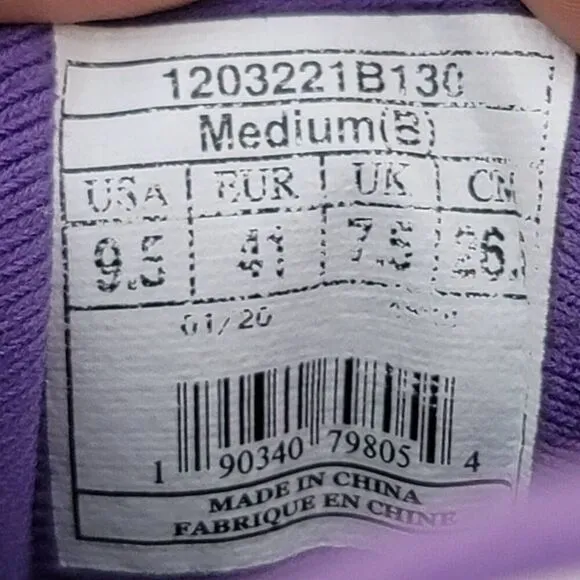 1203221B130
Medium(B)
USA EUR UK CM
9.5 41 7.5
01/20
1 90340 79805 4
MADE IN CHINA
FABRIQUE EN CHINE